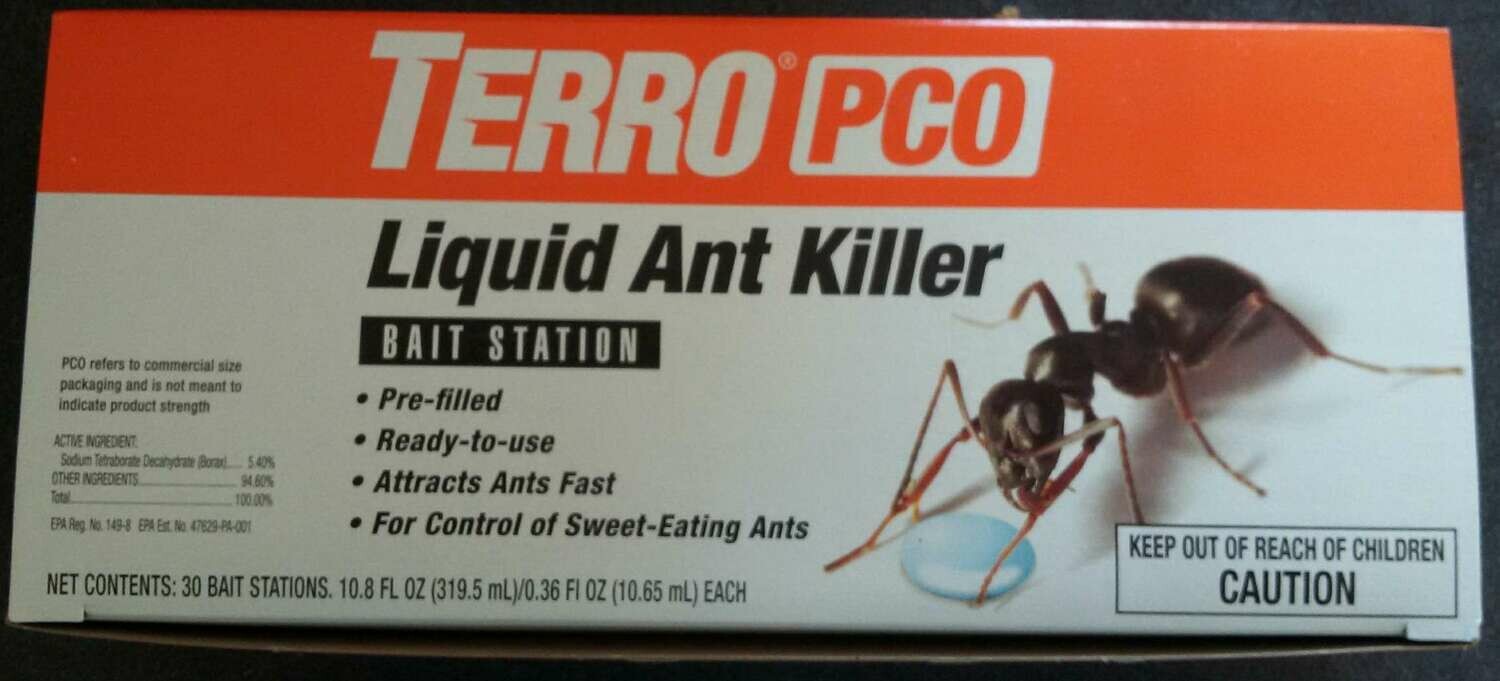 TERRO® PCO
Liquid Ant Killer
BAIT STATION
• Pre-filled
• Ready-to-use
• Attracts Ants Fast
• For Control of Sweet-Eating Ants
PCO refers to commercial size
packaging and is not meant to
indicate product strength
ACTIVE INGREDIENT:
Sodium Tetraborate Decahydrate (Borax)..... 5.40%
OTHER INGREDIENTS 94.60%
Total 100.00%
EPA Reg. No. 149-8 EPA Est. No. 47629-PA-001
NET CONTENTS: 30 BAIT STATIONS. 10.8 FL OZ (319.5 mL)/0.36 Fl OZ (10.65 mL) EACH
KEEP OUT OF REACH OF CHILDREN
CAUTION